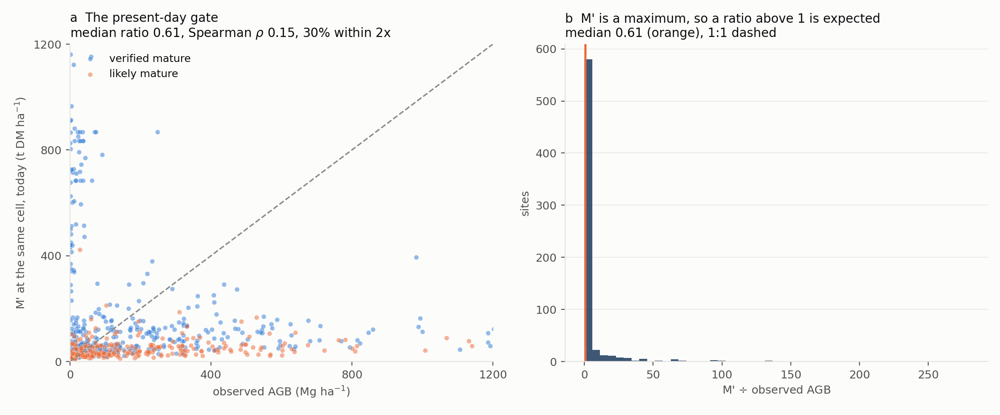 a  The present-day gate
median ratio 0.61, Spearman ρ 0.15, 30% within 2x
verified mature
likely mature
M' at the same cell, today (t DM ha⁻¹)
1200
800
400
0
0
400
800
1200
observed AGB (Mg ha⁻¹)
b  M' is a maximum, so a ratio above 1 is expected
median 0.61 (orange), 1:1 dashed
sites
600
500
400
300
200
100
0
0
50
100
150
200
250
M' ÷ observed AGB